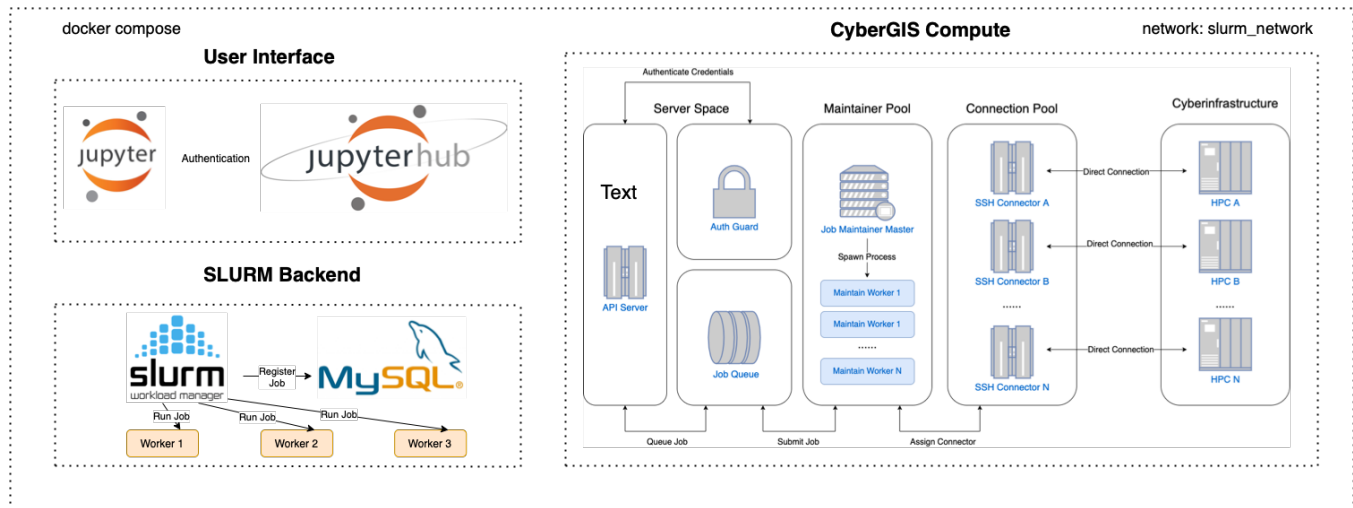 docker compose
CyberGIS Compute
network: slurm_network
User Interface
jupyter
Authentication
jupyterhub
SLURM Backend
slurm
workload manager
Register
Job
MySQL®
Run Job
Run Job
Run Job
Worker 1
Worker 2
Worker 3
Authenticate Credentials
Server Space
Maintainer Pool
Connection Pool
Cyberinfrastructure
Text
API Server
Auth Guard
Job Queue
Job Maintainer Master
Spawn Process
Maintain Worker 1
Maintain Worker 1
......
Maintain Worker N
SSH Connector A
Direct Connection
HPC A
SSH Connector B
Direct Connection
HPC B
......
......
SSH Connector N
Direct Connection
HPC N
Queue Job
Submit Job
Assign Connector